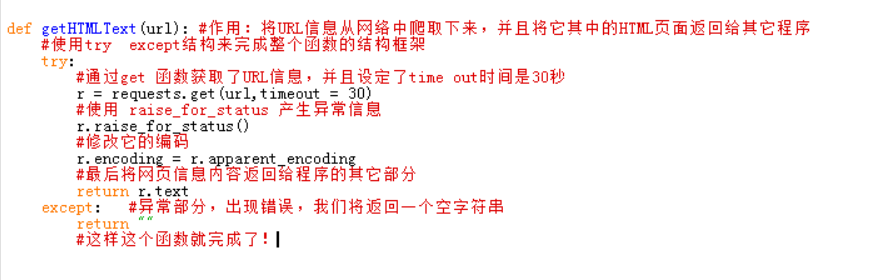 def getHTMLText(url): #作用: 将URL信息从网络中爬取下来，并且将它其中的HTML页面返回给其它程序
    #使用try  except结构来完成整个函数的结构框架
    try:
        #通过get 函数获取了URL信息，并且设定了time out时间是30秒
        r = requests.get(url,timeout = 30)
        #使用 raise_for_status 产生异常信息
        r.raise_for_status()
        #修改它的编码
        r.encoding = r.apparent_encoding
        #最后将网页信息内容返回给程序的其它部分
        return r.text
    except:   #异常部分，出现错误，我们将返回一个空字符串
        return ""
        #这样这个函数就完成了!